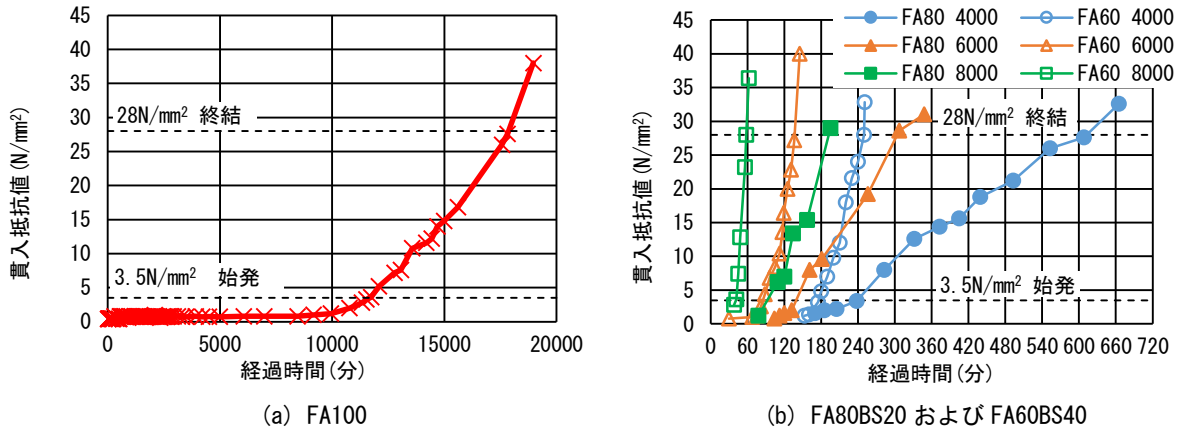 45
40
35
30
25
20
15
10
5
0
貫入抵抗値(N/mm²)
28N/mm² 終結
3.5N/mm² 始発
0 5000 10000 15000 20000
経過時間(分)
(a) FA100
45
40
35
30
25
20
15
10
5
0
貫入抵抗値(N/mm²)
FA80 4000
FA60 4000
FA80 6000
FA60 6000
FA80 8000
FA60 8000
28N/mm² 終結
3.5N/mm² 始発
0 60 120 180 240 300 360 420 480 540 600 660 720
経過時間(分)
(b) FA80BS20 および FA60BS40